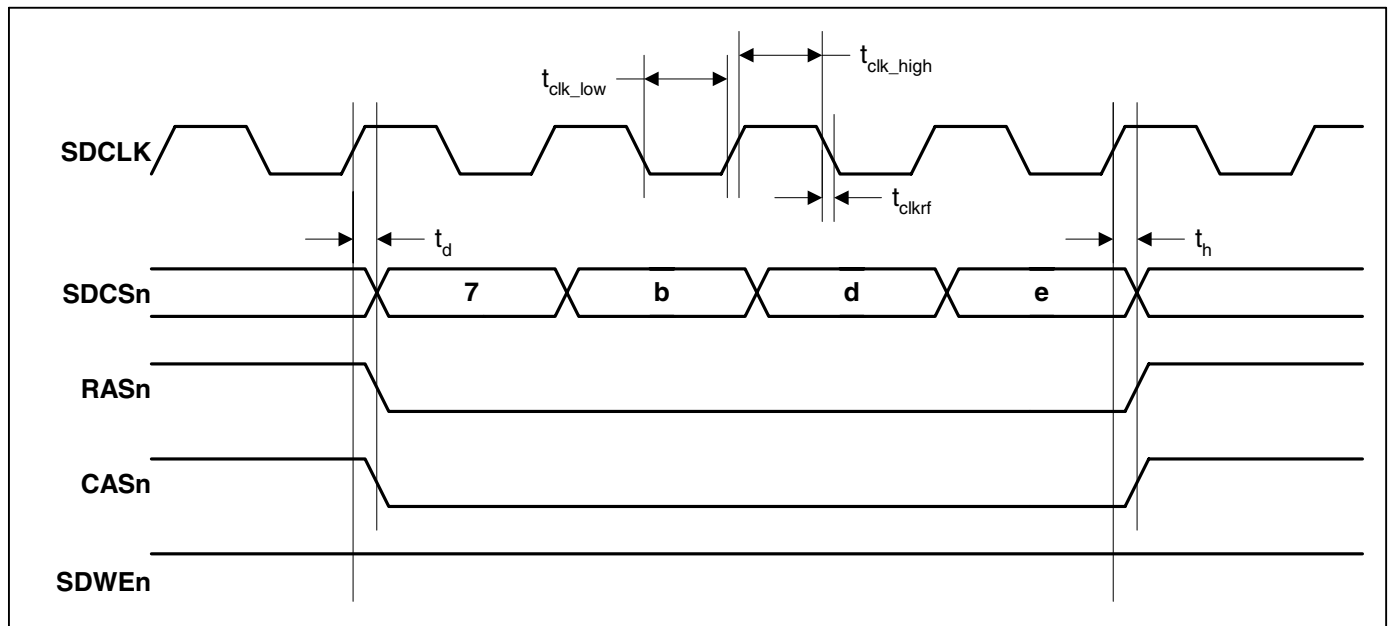 t_clk_high
t_clk_low
SDCLK
t_clkrf
t_d
t_h
SDCSn 7 b d e
RASn
CASn
SDWEn